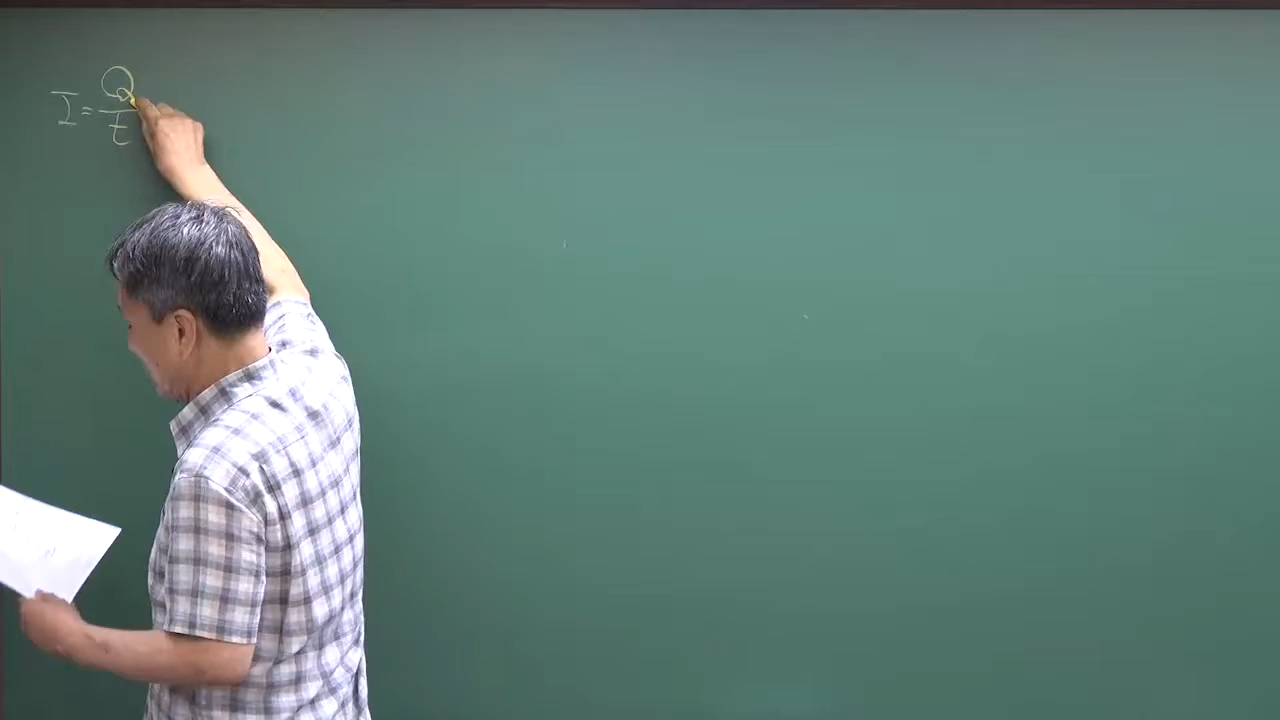 I = Q/t